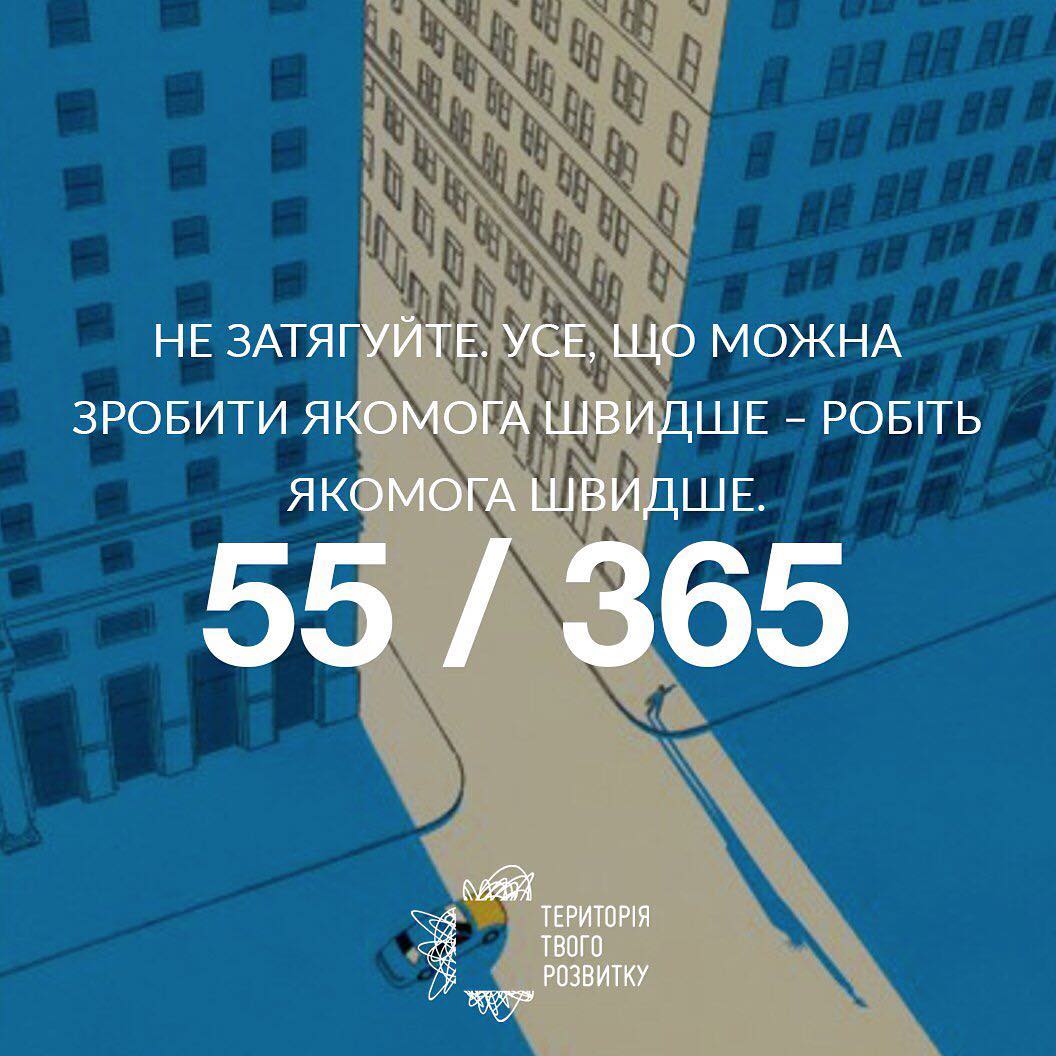 НЕ ЗАТЯГУЙТЕ. УСЕ, ЩО МОЖНА
ЗРОБИТИ ЯКОМОГА ШВИДШЕ – РОБІТЬ
ЯКОМОГА ШВИДШЕ.
55 / 365
ТЕРИТОРІЯ
ТВОГО
РОЗВИТКУ